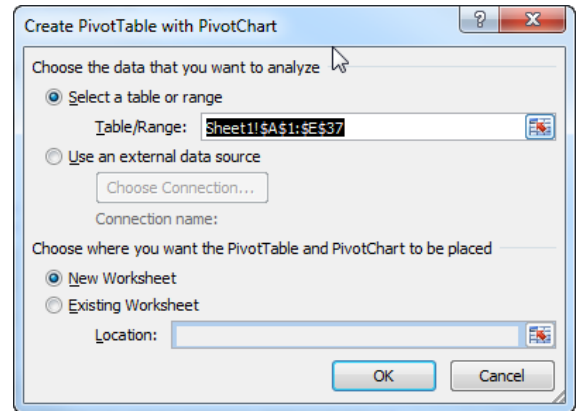 Create PivotTable with PivotChart
Choose the data that you want to analyze
Select a table or range
Table/Range: Sheet1!$A$1:$E$37
Use an external data source
Choose Connection...
Connection name:
Choose where you want the PivotTable and PivotChart to be placed
New Worksheet
Existing Worksheet
Location:
OK Cancel